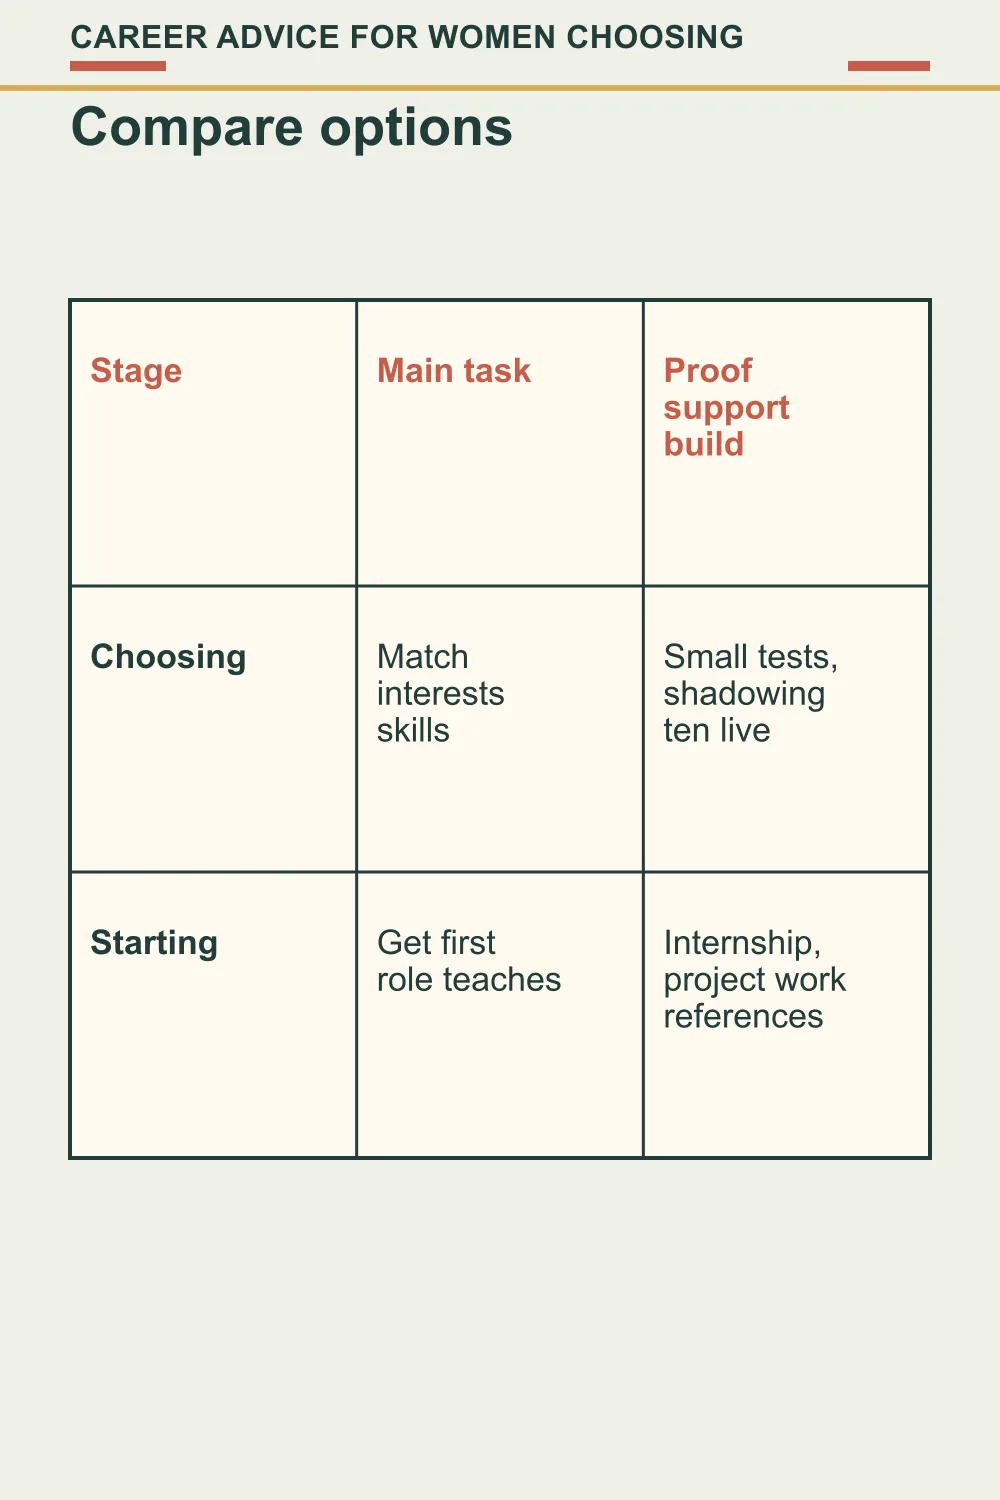 CAREER ADVICE FOR WOMEN CHOOSING
Compare options
Stage
Main task
Proof
support
build
Choosing
Match
interests
skills
Small tests,
shadowing
ten live
Starting
Get first
role teaches
Internship,
project work
references